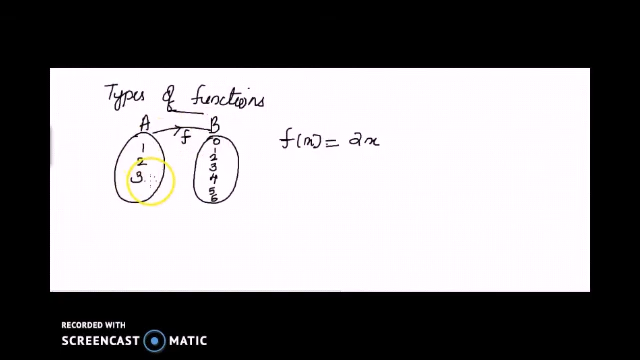 Types of functions
A f B
f(x) = 2x
1
2
3
0
1
2
3
4
5
6
RECORDED WITH
SCREENCAST MATIC